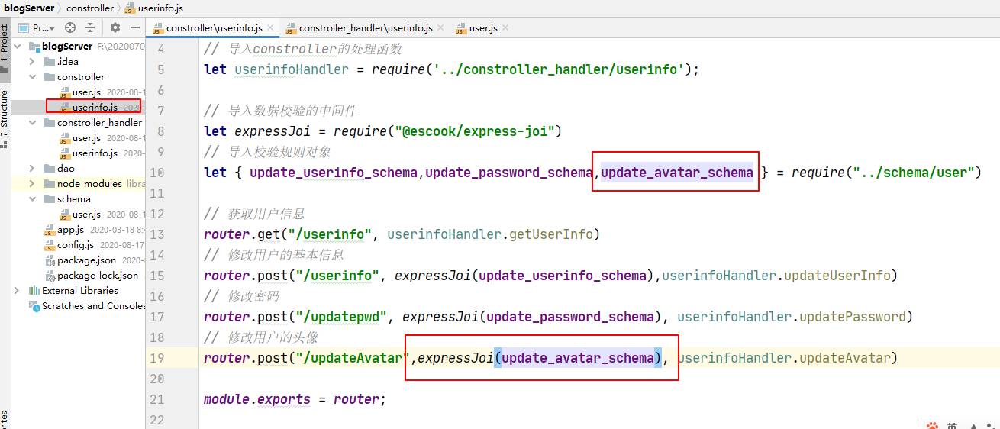 blogServer constroller userinfo.js
Pr...
constroller\userinfo.js constroller_handler\userinfo.js user.js
1: Project
7: Structure
blogServer F:\2020070
.idea
constroller
user.js 2020-08-1
userinfo.js 2020-
constroller_handler
user.js 2020-08-1
userinfo.js 2020-
dao
node_modules libra
schema
user.js 2020-08-1
app.js 2020-08-18 8:4
config.js 2020-08-17
package.json 2020
package-lock.json
External Libraries
Scratches and Consoles
4 // 导入constroller的处理函数
5 let userinfoHandler = require('../constroller_handler/userinfo');
6
7 // 导入数据校验的中间件
8 let expressJoi = require("@escook/express-joi")
9 // 导入校验规则对象
10 let { update_userinfo_schema,update_password_schema,update_avatar_schema } = require("../schema/user")
11
12 // 获取用户信息
13 router.get("/userinfo", userinfoHandler.getUserInfo)
14 // 修改用户的基本信息
15 router.post("/userinfo", expressJoi(update_userinfo_schema),userinfoHandler.updateUserInfo)
16 // 修改密码
17 router.post("/updatepwd", expressJoi(update_password_schema), userinfoHandler.updatePassword)
18 // 修改用户的头像
19 router.post("/updateAvatar",expressJoi(update_avatar_schema), userinfoHandler.updateAvatar)
20
21 module.exports = router;
22
英